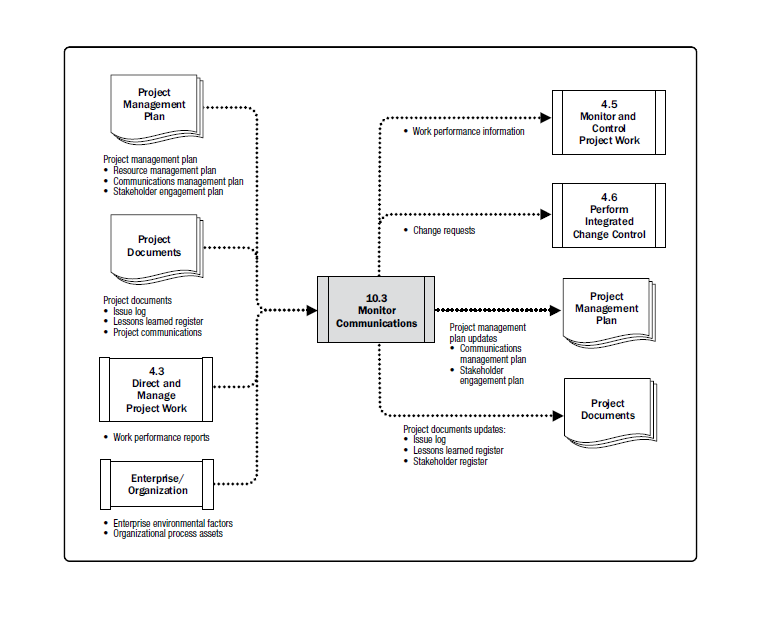 Project
Management
Plan
Project management plan
• Resource management plan
• Communications management plan
• Stakeholder engagement plan
Project
Documents
Project documents
• Issue log
• Lessons learned register
• Project communications
4.3
Direct and
Manage
Project Work
• Work performance reports
Enterprise/
Organization
• Enterprise environmental factors
• Organizational process assets
10.3
Monitor
Communications
• Work performance information
4.5
Monitor and
Control
Project Work
• Change requests
4.6
Perform
Integrated
Change Control
Project management
plan updates
• Communications
management plan
• Stakeholder
engagement plan
Project
Management
Plan
Project documents updates:
• Issue log
• Lessons learned register
• Stakeholder register
Project
Documents